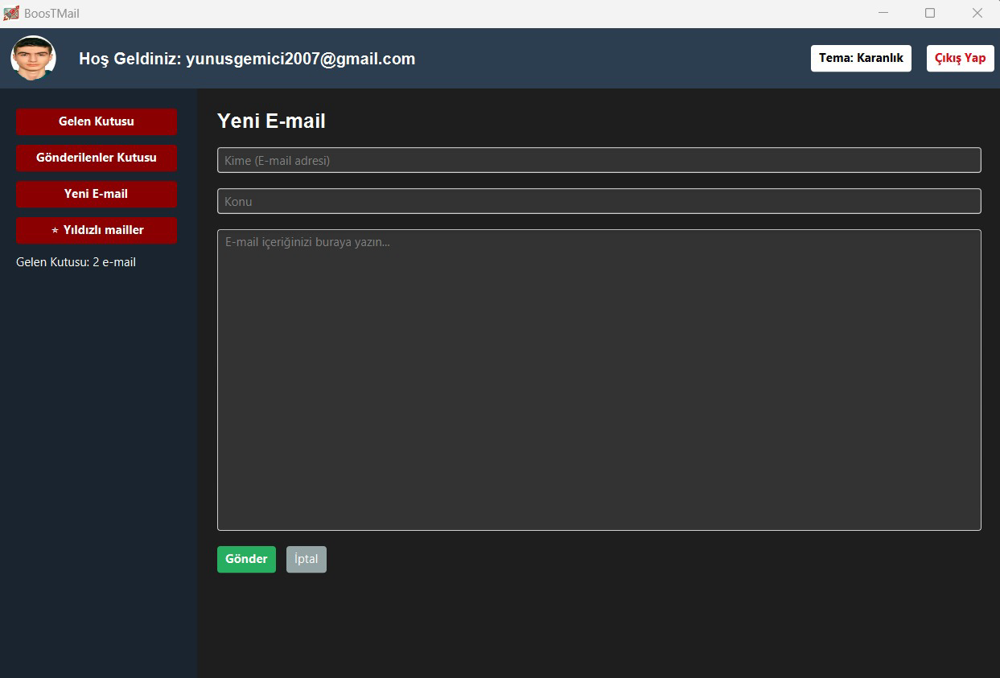 BoosTMail
Hoş Geldiniz: yunusgemici2007@gmail.com
Tema: Karanlık
Çıkış Yap
Gelen Kutusu
Gönderilenler Kutusu
Yeni E-mail
⭐ Yıldızlı mailler
Gelen Kutusu: 2 e-mail
Yeni E-mail
Kime (E-mail adresi)
Konu
E-mail içeriğinizi buraya yazın...
Gönder
İptal